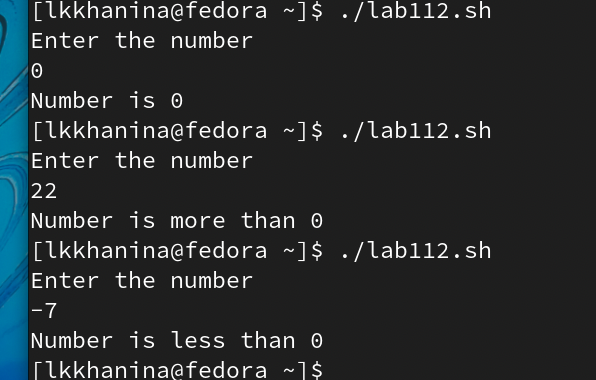 [lkkhanina@fedora ~]$ ./lab112.sh
Enter the number
0
Number is 0
[lkkhanina@fedora ~]$ ./lab112.sh
Enter the number
22
Number is more than 0
[lkkhanina@fedora ~]$ ./lab112.sh
Enter the number
-7
Number is less than 0
[lkkhanina@fedora ~]$